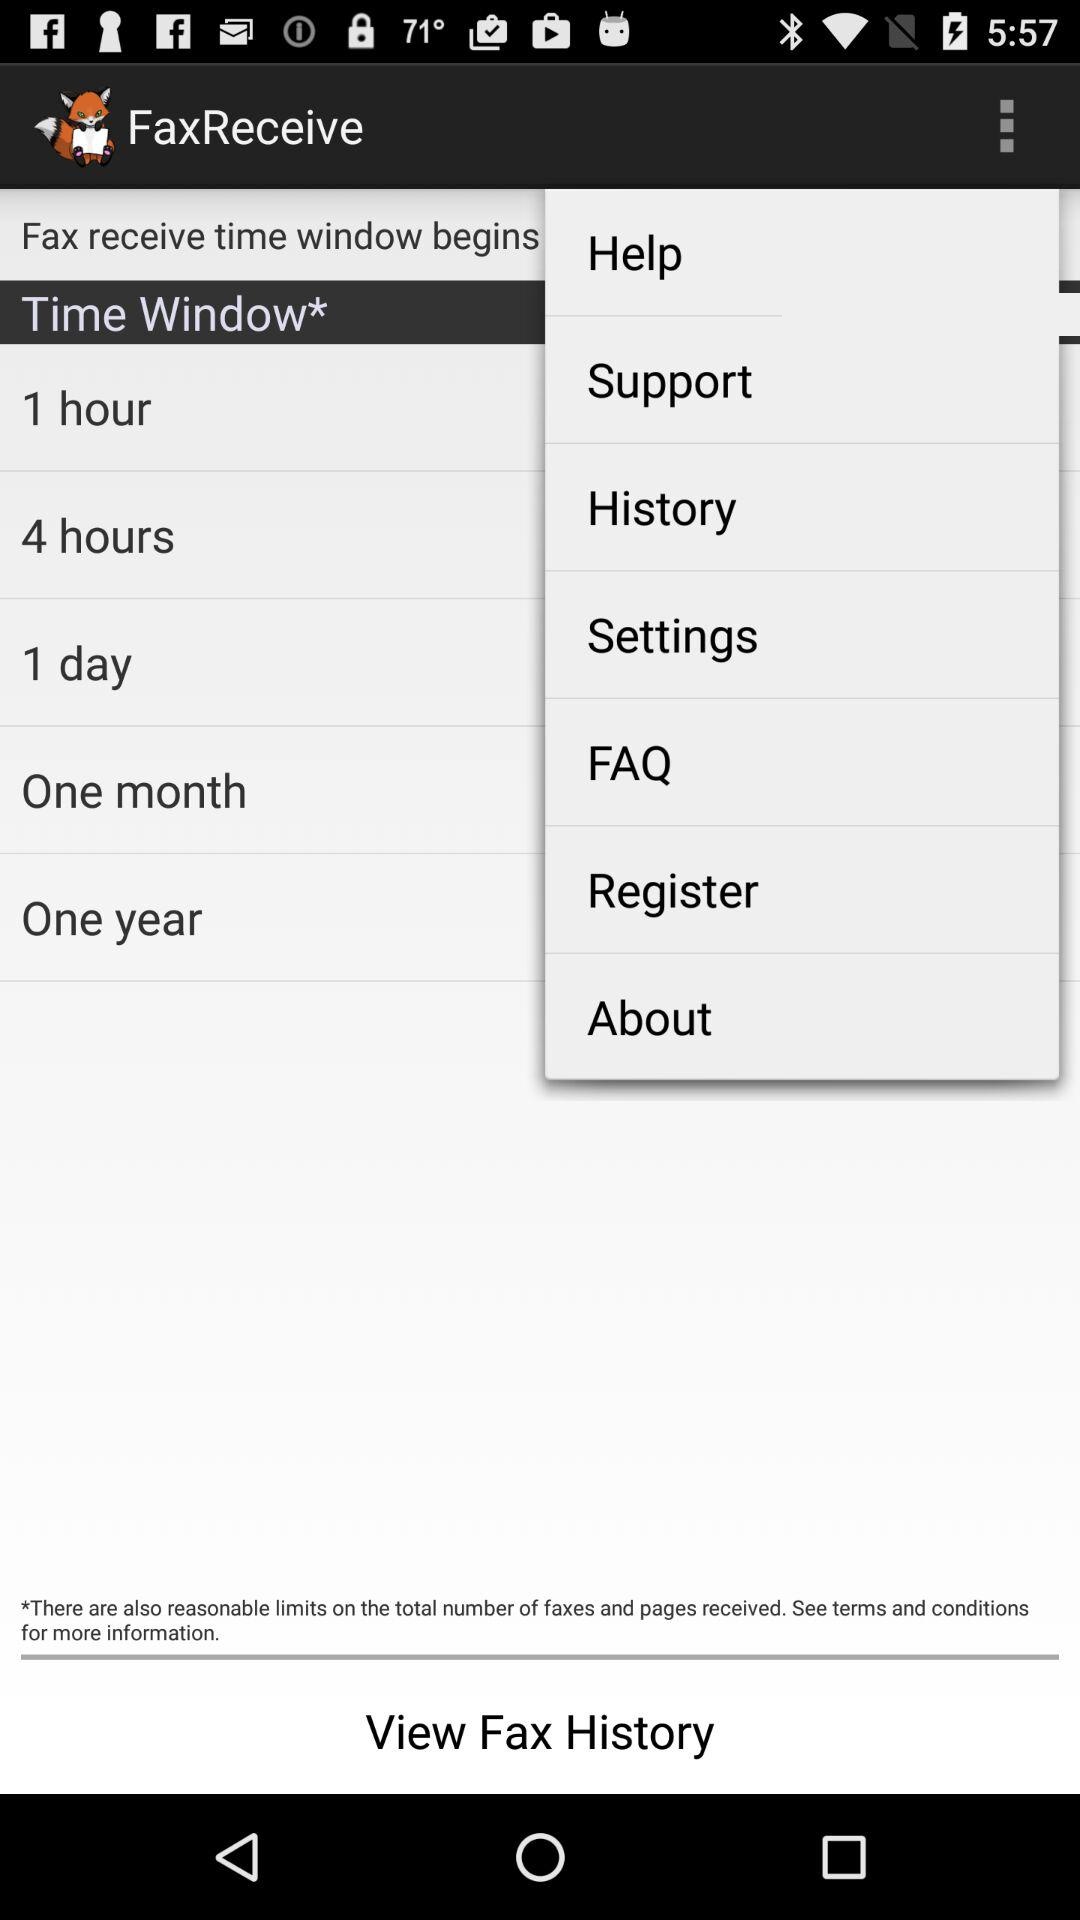 71°
5:57
FaxReceive
Fax receive time window begins
Time Window*
1 hour
4 hours
1 day
One month
One year
Help
Support
History
Settings
FAQ
Register
About
*There are also reasonable limits on the total number of faxes and pages received. See terms and conditions
for more information.
View Fax History